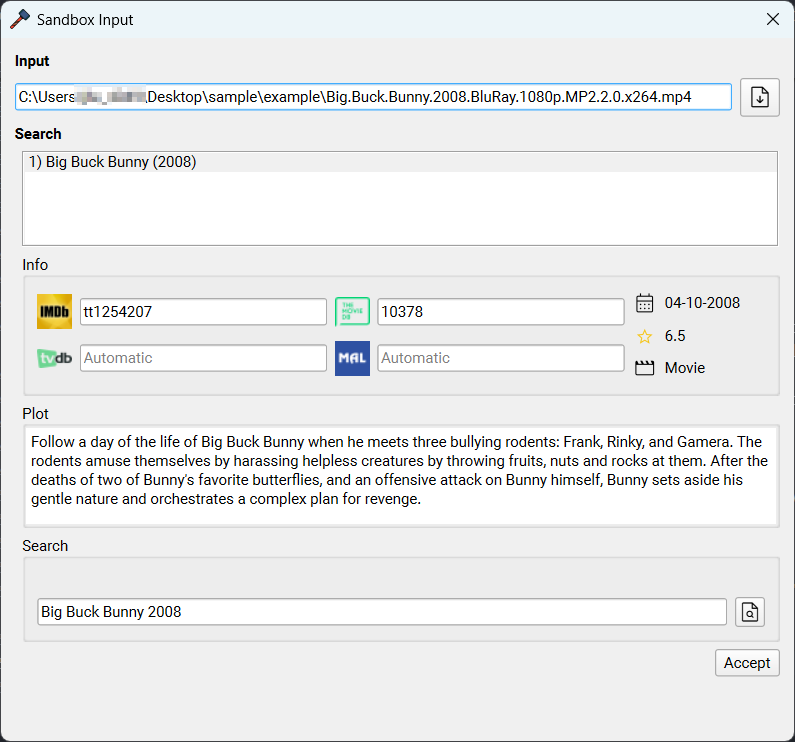 Sandbox Input
Input
C:\Users Desktop\sample\example\Big.Buck.Bunny.2008.BluRay.1080p.MP2.2.0.x264.mp4
Search
1) Big Buck Bunny (2008)
Info
IMDb tt1254207 THE MOVIE DB 10378 04-10-2008
6.5
tvdb Automatic MAL Automatic Movie
Plot
Follow a day of the life of Big Buck Bunny when he meets three bullying rodents: Frank, Rinky, and Gamera. The
rodents amuse themselves by harassing helpless creatures by throwing fruits, nuts and rocks at them. After the
deaths of two of Bunny's favorite butterflies, and an offensive attack on Bunny himself, Bunny sets aside his
gentle nature and orchestrates a complex plan for revenge.
Search
Big Buck Bunny 2008
Accept